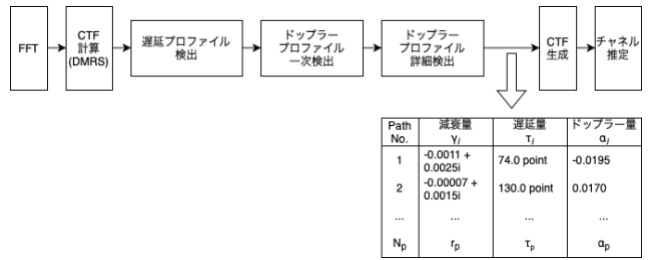 FFT
CTF
計算
(DMRS)
遅延プロファイル
検出
ドップラー
プロファイル
一次検出
ドップラー
プロファイル
詳細検出
CTF
生成
チャネル
推定
Path
No.
減衰量
γi
遅延量
τi
ドップラー量
αi
1
-0.0011 +
0.0025i
74.0 point
-0.0195
2
-0.00007 +
0.0015i
130.0 point
0.0170
...
...
...
...
Np
rp
τp
αp